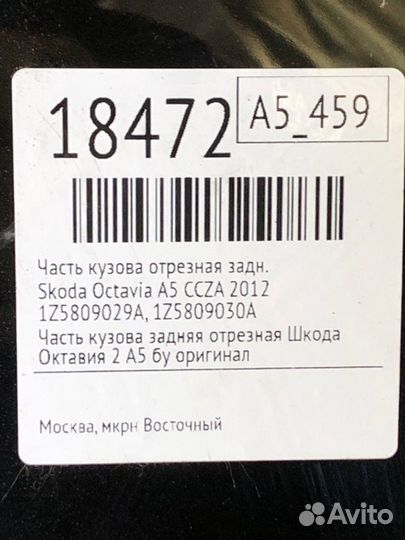 18472
A5_459
Часть кузова отрезная задн.
Skoda Octavia A5 CCZA 2012
1Z5809029A, 1Z5809030A
Часть кузова задняя отрезная Шкода
Октавия 2 А5 бу оригинал
Москва, мкрн Восточный
Avito